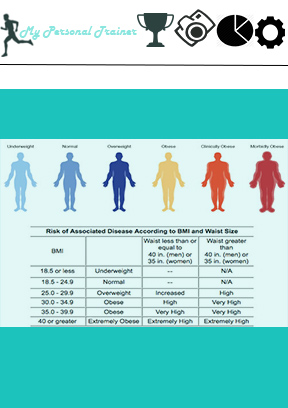 My Personal Trainer
Underweight Normal Overweight Obese Clinically Obese Morbidly Obese
Risk of Associated Disease According to BMI and Waist Size
BMI Waist less than or equal to 40 in. (men) or 35 in. (women) Waist greater than 40 in. (men) or 35 in. (women)
18.5 or less Underweight -- N/A
18.5 - 24.9 Normal -- N/A
25.0 - 29.9 Overweight Increased High
30.0 - 34.9 Obese High Very High
35.0 - 39.9 Obese Very High Very High
40 or greater Extremely Obese Extremely High Extremely High